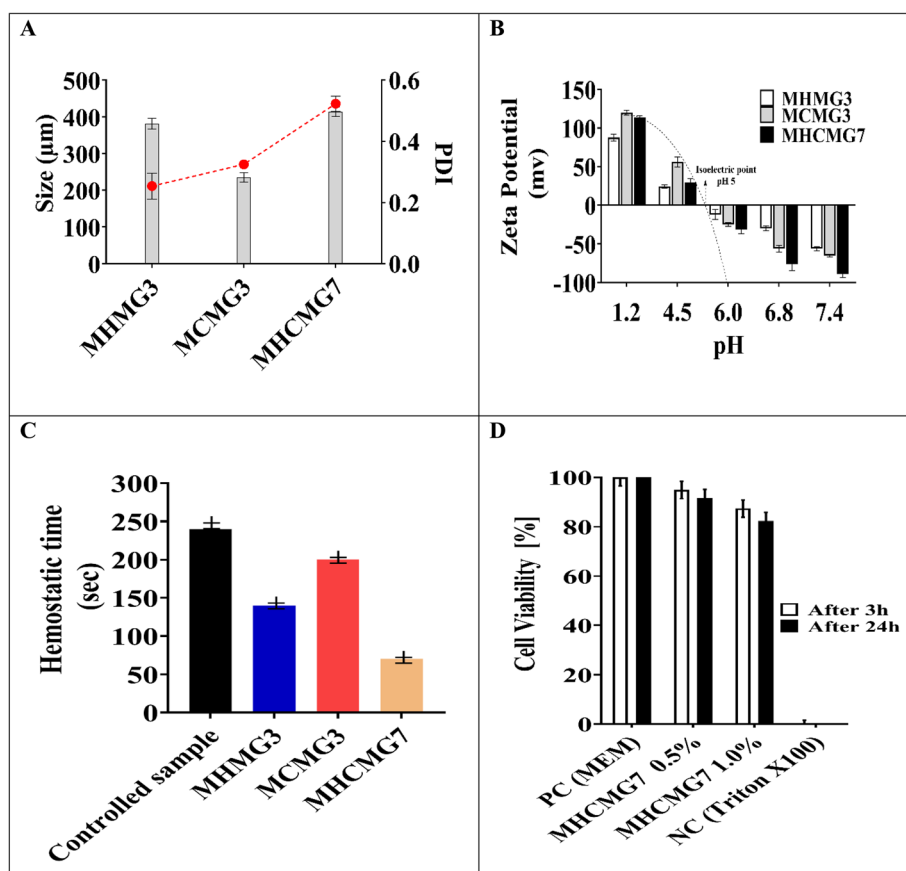 A
Size (μm)
500
400
300
200
100
0
0.6
0.4
0.2
0.0
PDI
MHMG3
MCMG3
MHCMG7
B
Zeta Potential
(mv)
150
100
50
0
-50
-100
MHMG3
MCMG3
MHCMG7
Isoelectric point
pH 5
1.2 4.5 6.0 6.8 7.4
pH
C
Hemostatic time
(sec)
300
250
200
150
100
50
0
Controlled sample
MHMG3
MCMG3
MHCMG7
D
Cell Viability [%]
100
80
60
40
20
0
After 3h
After 24h
PC (MEM)
MHCMG7 0.5%
MHCMG7 1.0%
NC (Triton X100)